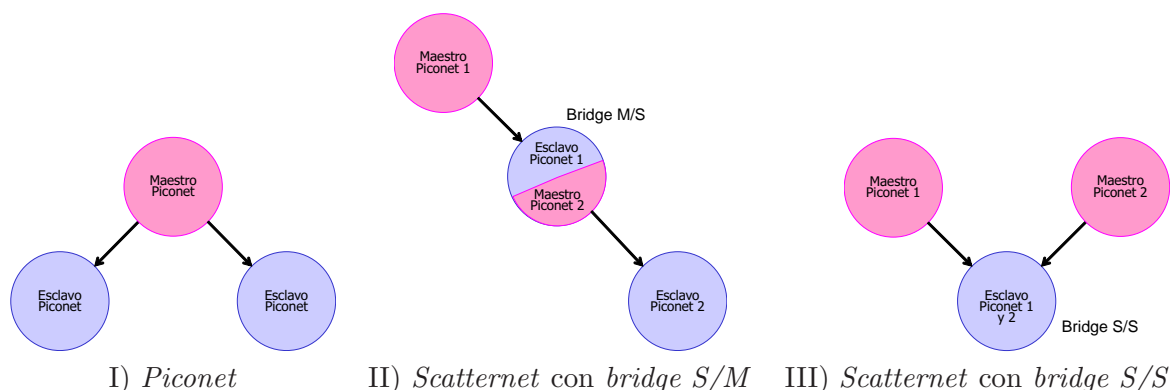 Maestro
Piconet
Esclavo
Piconet
Esclavo
Piconet
I) Piconet
Maestro
Piconet 1
Bridge M/S
Esclavo
Piconet 1
Maestro
Piconet 2
Esclavo
Piconet 2
II) Scatternet con bridge S/M
Maestro
Piconet 1
Maestro
Piconet 2
Esclavo
Piconet 1
y 2
Bridge S/S
III) Scatternet con bridge S/S